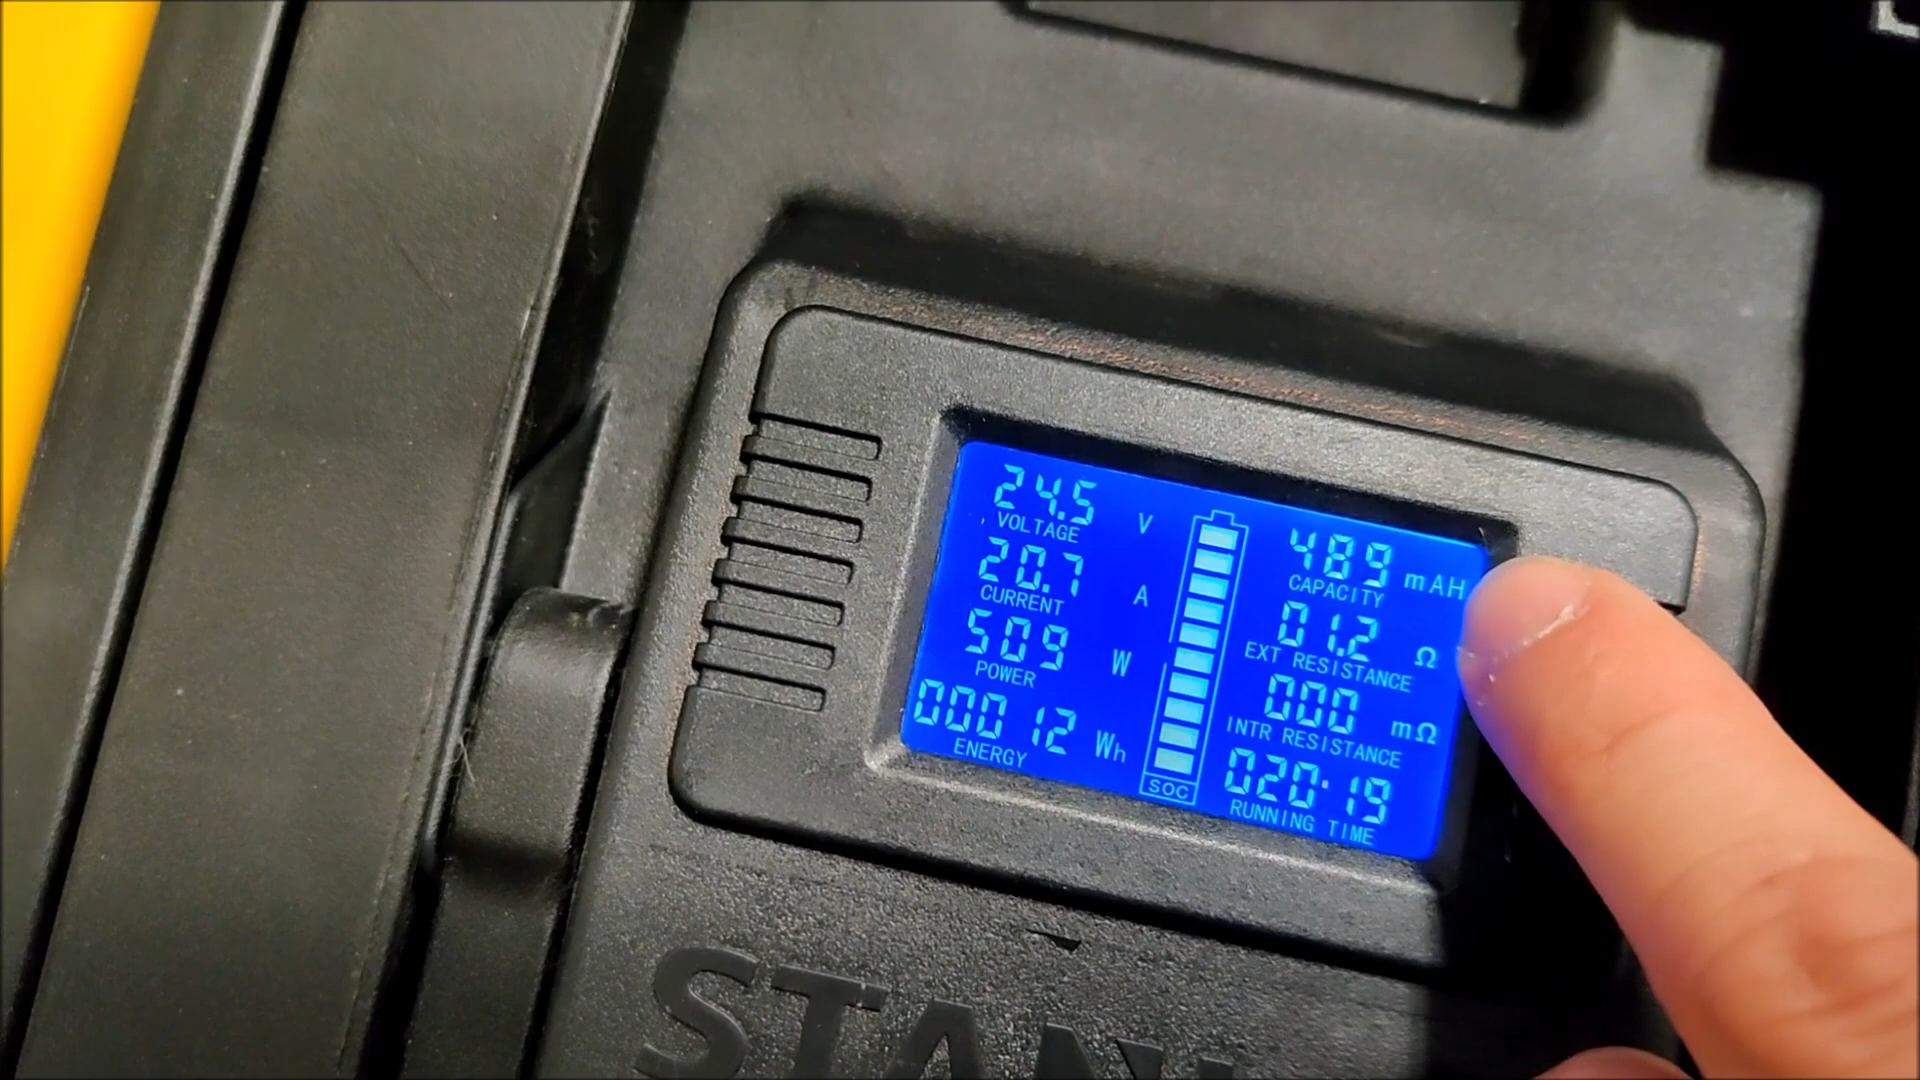 24.5 V
VOLTAGE
20.7 A
CURRENT
509 W
POWER
00012 Wh
ENERGY
SOC
489 mAH
CAPACITY
01.2 Ω
EXT RESISTANCE
000 mΩ
INTR RESISTANCE
020:19
RUNNING TIME
STANL